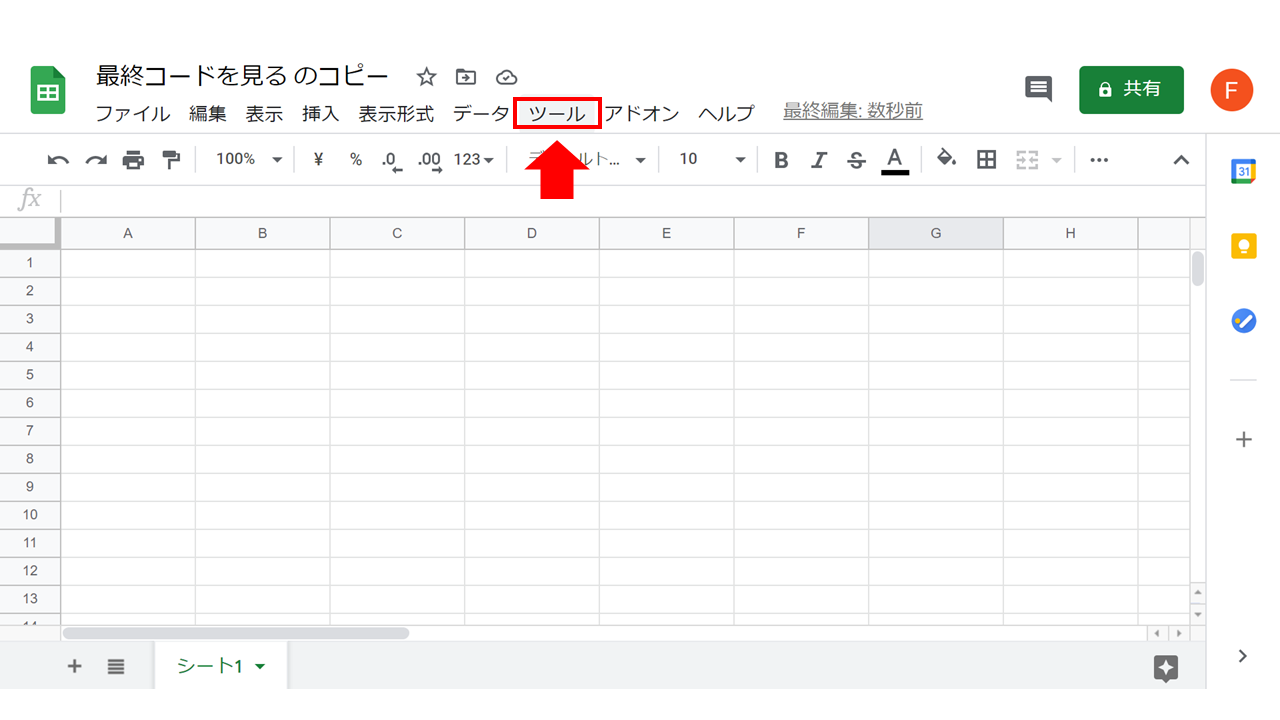 最終コードを見る のコピー
ファイル 編集 表示 挿入 表示形式 データ ツール アドオン ヘルプ 最終編集: 数秒前
共有
F
100% ¥ % .0 .00 123 10 B I S A
31
fx
A B C D E F G H
1
2
3
4
5
6
7
8
9
10
11
12
13
14
シート1